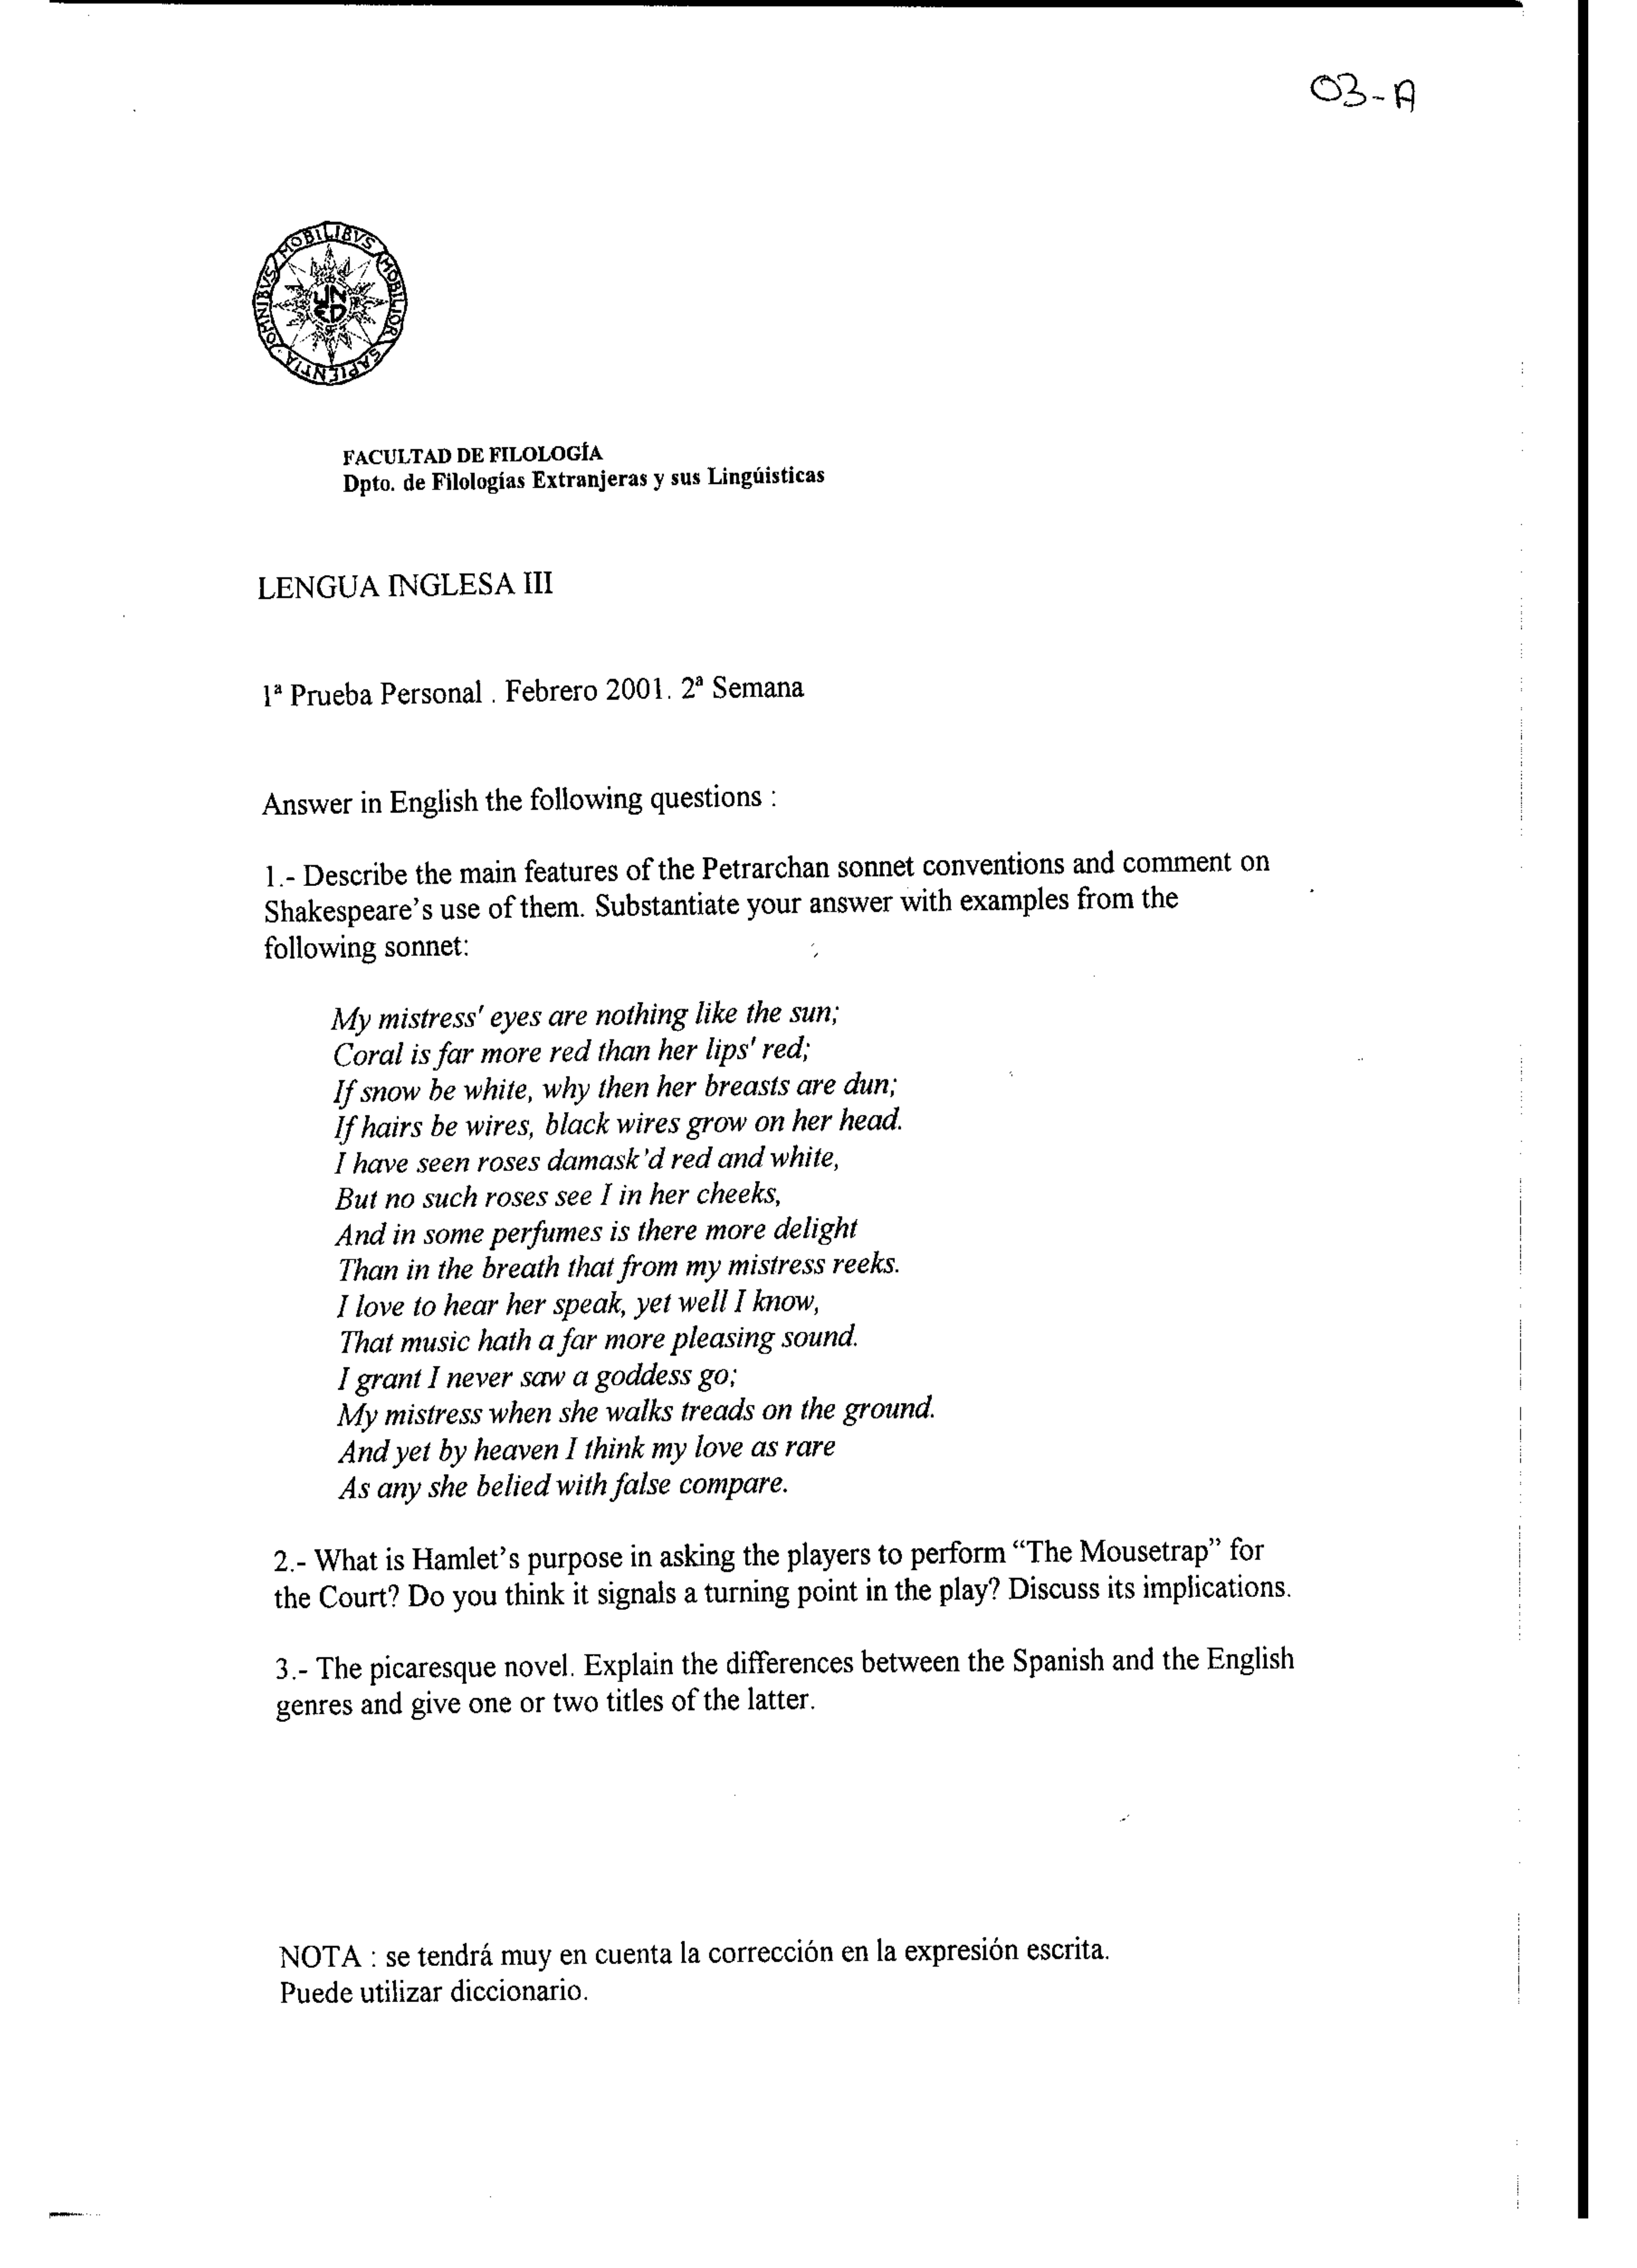 03-A
OMNIBVS MOBILIBVS MOBILIOR SAPIENTIA
UNED
FACULTAD DE FILOLOGÍA
Dpto. de Filologías Extranjeras y sus Lingúisticas
LENGUA INGLESA III
1ª Prueba Personal . Febrero 2001. 2ª Semana
Answer in English the following questions :
1.- Describe the main features of the Petrarchan sonnet conventions and comment on
Shakespeare's use of them. Substantiate your answer with examples from the
following sonnet:
My mistress' eyes are nothing like the sun;
Coral is far more red than her lips' red;
If snow be white, why then her breasts are dun;
If hairs be wires, black wires grow on her head.
I have seen roses damask'd red and white,
But no such roses see I in her cheeks,
And in some perfumes is there more delight
Than in the breath that from my mistress reeks.
I love to hear her speak, yet well I know,
That music hath a far more pleasing sound.
I grant I never saw a goddess go;
My mistress when she walks treads on the ground.
And yet by heaven I think my love as rare
As any she belied with false compare.
2.- What is Hamlet's purpose in asking the players to perform “The Mousetrap” for
the Court? Do you think it signals a turning point in the play? Discuss its implications.
3.- The picaresque novel. Explain the differences between the Spanish and the English
genres and give one or two titles of the latter.
NOTA : se tendrá muy en cuenta la corrección en la expresión escrita.
Puede utilizar diccionario.